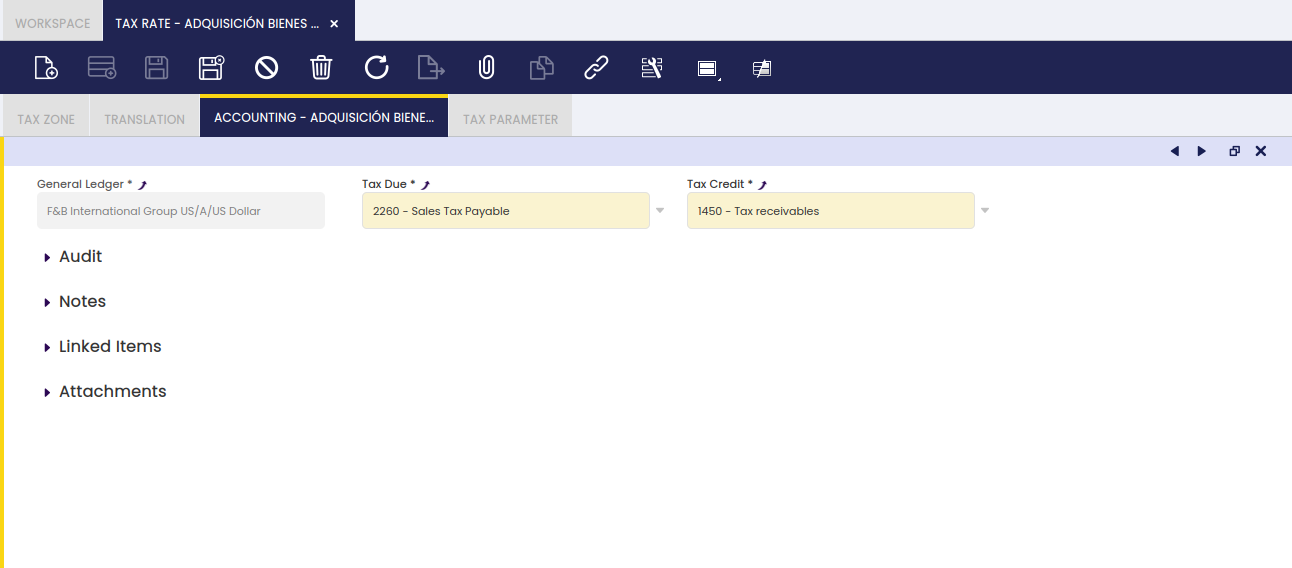 WORKSPACE
TAX RATE - ADQUISICIÓN BIENES ...
TAX ZONE
TRANSLATION
ACCOUNTING - ADQUISICIÓN BIENE...
TAX PARAMETER
General Ledger *
Tax Due *
Tax Credit *
F&B International Group US/A/US Dollar
2260 - Sales Tax Payable
1450 - Tax receivables
Audit
Notes
Linked Items
Attachments